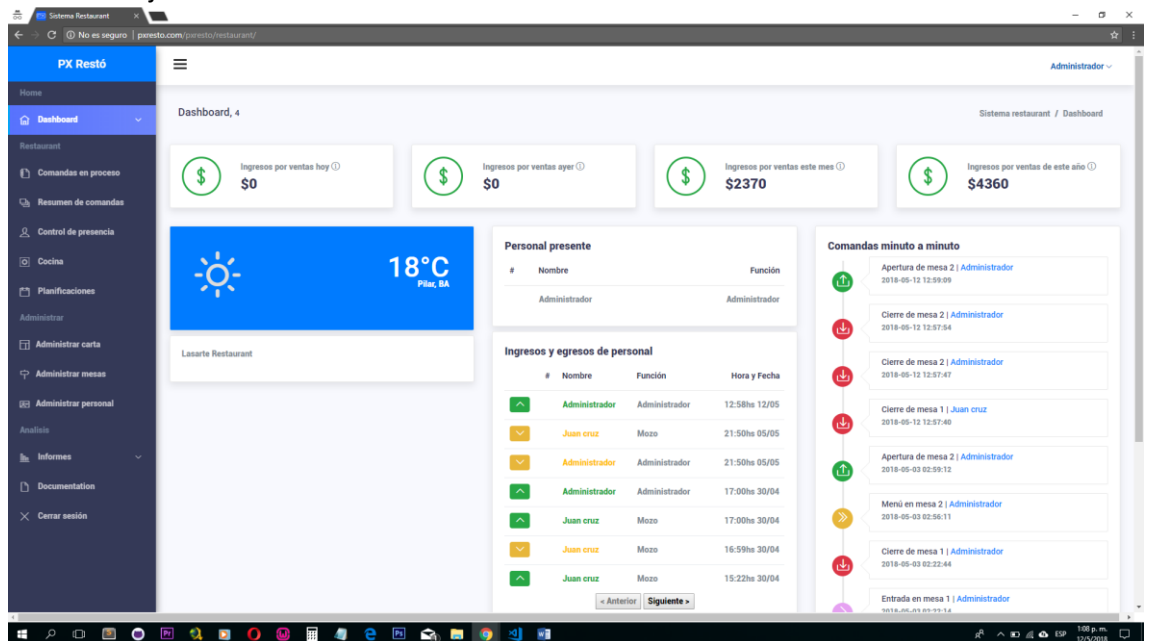 Sistema Restaurant
No es seguro | pxresto.com/pxresto/restaurant/
PX Restó
Administrador
Home
Dashboard
Restaurant
Comandas en proceso
Resumen de comandas
Control de presencia
Cocina
Planificaciones
Administrar
Administrar carta
Administrar mesas
Administrar personal
Analisis
Informes
Documentation
Cerrar sesión
Dashboard, 4
Sistema restaurant / Dashboard
Ingresos por ventas hoy
$0
Ingresos por ventas ayer
$0
Ingresos por ventas este mes
$2370
Ingresos por ventas de este año
$4360
18°C
Pilar, BA
Lasarte Restaurant
Personal presente
# Nombre Función
Administrador Administrador
Ingresos y egresos de personal
# Nombre Función Hora y Fecha
Administrador Administrador 12:58hs 12/05
Juan cruz Mozo 21:50hs 05/05
Administrador Administrador 21:50hs 05/05
Administrador Administrador 17:00hs 30/04
Juan cruz Mozo 17:00hs 30/04
Juan cruz Mozo 16:59hs 30/04
Juan cruz Mozo 15:22hs 30/04
« Anterior Siguiente »
Comandas minuto a minuto
Apertura de mesa 2 | Administrador
2018-05-12 12:59:09
Cierre de mesa 2 | Administrador
2018-05-12 12:57:54
Cierre de mesa 2 | Administrador
2018-05-12 12:57:47
Cierre de mesa 1 | Juan cruz
2018-05-12 12:57:40
Apertura de mesa 2 | Administrador
2018-05-03 02:59:12
Menú en mesa 2 | Administrador
2018-05-03 02:56:11
Cierre de mesa 1 | Administrador
2018-05-03 02:22:44
Entrada en mesa 1 | Administrador
2018-05-03 02:22:14
ESP
1:08 p. m.
12/5/2018